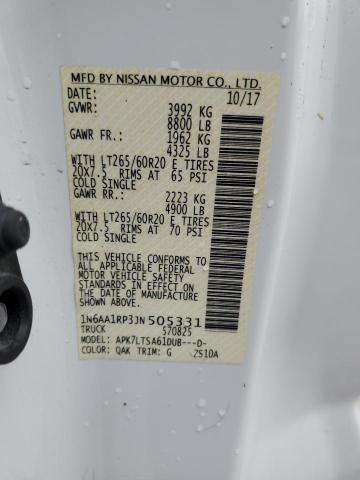 MFD BY NISSAN MOTOR CO., LTD.
DATE: 10/17
GVWR: 3992 KG
8800 LB
GAWR FR: 1962 KG
4325 LB
WITH LT265/60R20 E TIRES
20X7.5 RIMS AT 65 PSI
COLD SINGLE
GAWR RR: 2223 KG
4900 LB
WITH LT265/60R20 E TIRES
20X7.5 RIMS AT 70 PSI
COLD SINGLE
THIS VEHICLE CONFORMS TO
ALL APPLICABLE FEDERAL
MOTOR VEHICLE SAFETY
STANDARDS IN EFFECT ON
THE DATE OF MANUFACTURE
SHOWN ABOVE.
1N6AA1RP3JN505331
TRUCK 570825
MODEL: APK7LTSA61DUB---D-
COLOR: QAK TRIM: G 2S10A